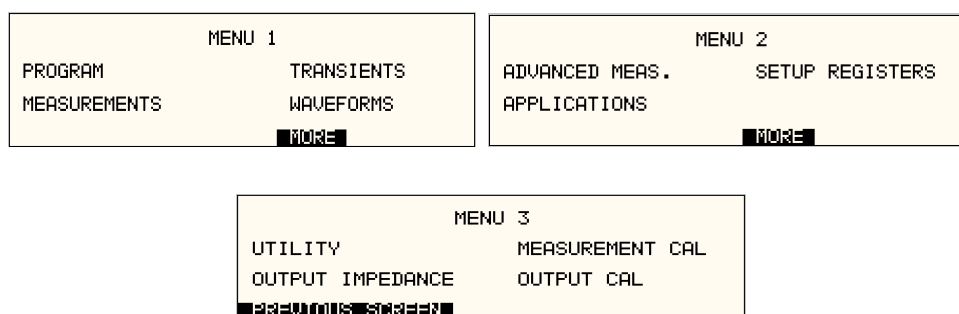 MENU 1
PROGRAM TRANSIENTS
MEASUREMENTS WAVEFORMS
MORE
MENU 2
ADVANCED MEAS. SETUP REGISTERS
APPLICATIONS
MORE
MENU 3
UTILITY MEASUREMENT CAL
OUTPUT IMPEDANCE OUTPUT CAL
PREVIOUS SCREEN